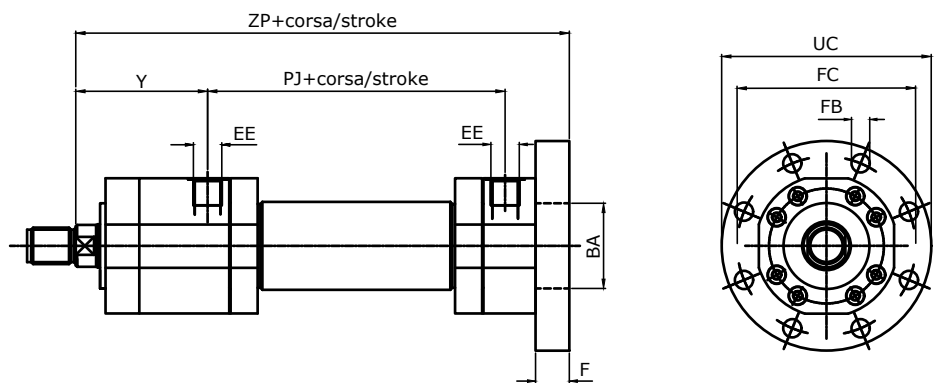 ZP+corsa/stroke
Y
PJ+corsa/stroke
EE
EE
BA
F
UC
FC
FB